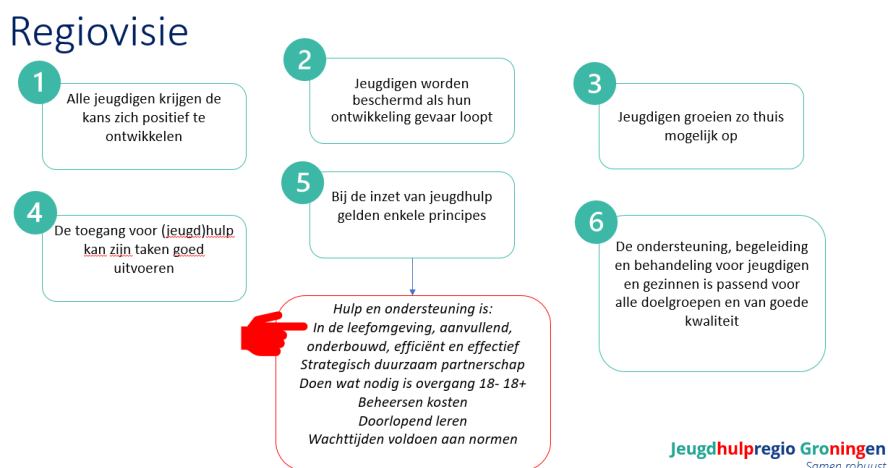 Regiovisie
1
Alle jeugdigen krijgen de
kans zich positief te
ontwikkelen
2
Jeugdigen worden
beschermd als hun
ontwikkeling gevaar loopt
3
Jeugdigen groeien zo thuis
mogelijk op
4
De toegang voor (jeugd)hulp
kan zijn taken goed
uitvoeren
5
Bij de inzet van jeugdhulp
gelden enkele principes
Hulp en ondersteuning is:
In de leefomgeving, aanvullend,
onderbouwd, efficiënt en effectief
Strategisch duurzaam partnerschap
Doen wat nodig is overgang 18- 18+
Beheersen kosten
Doorlopend leren
Wachttijden voldoen aan normen
6
De ondersteuning, begeleiding
en behandeling voor jeugdigen
en gezinnen is passend voor
alle doelgroepen en van goede
kwaliteit
Jeugdhulpregio Groningen
Samen robuust